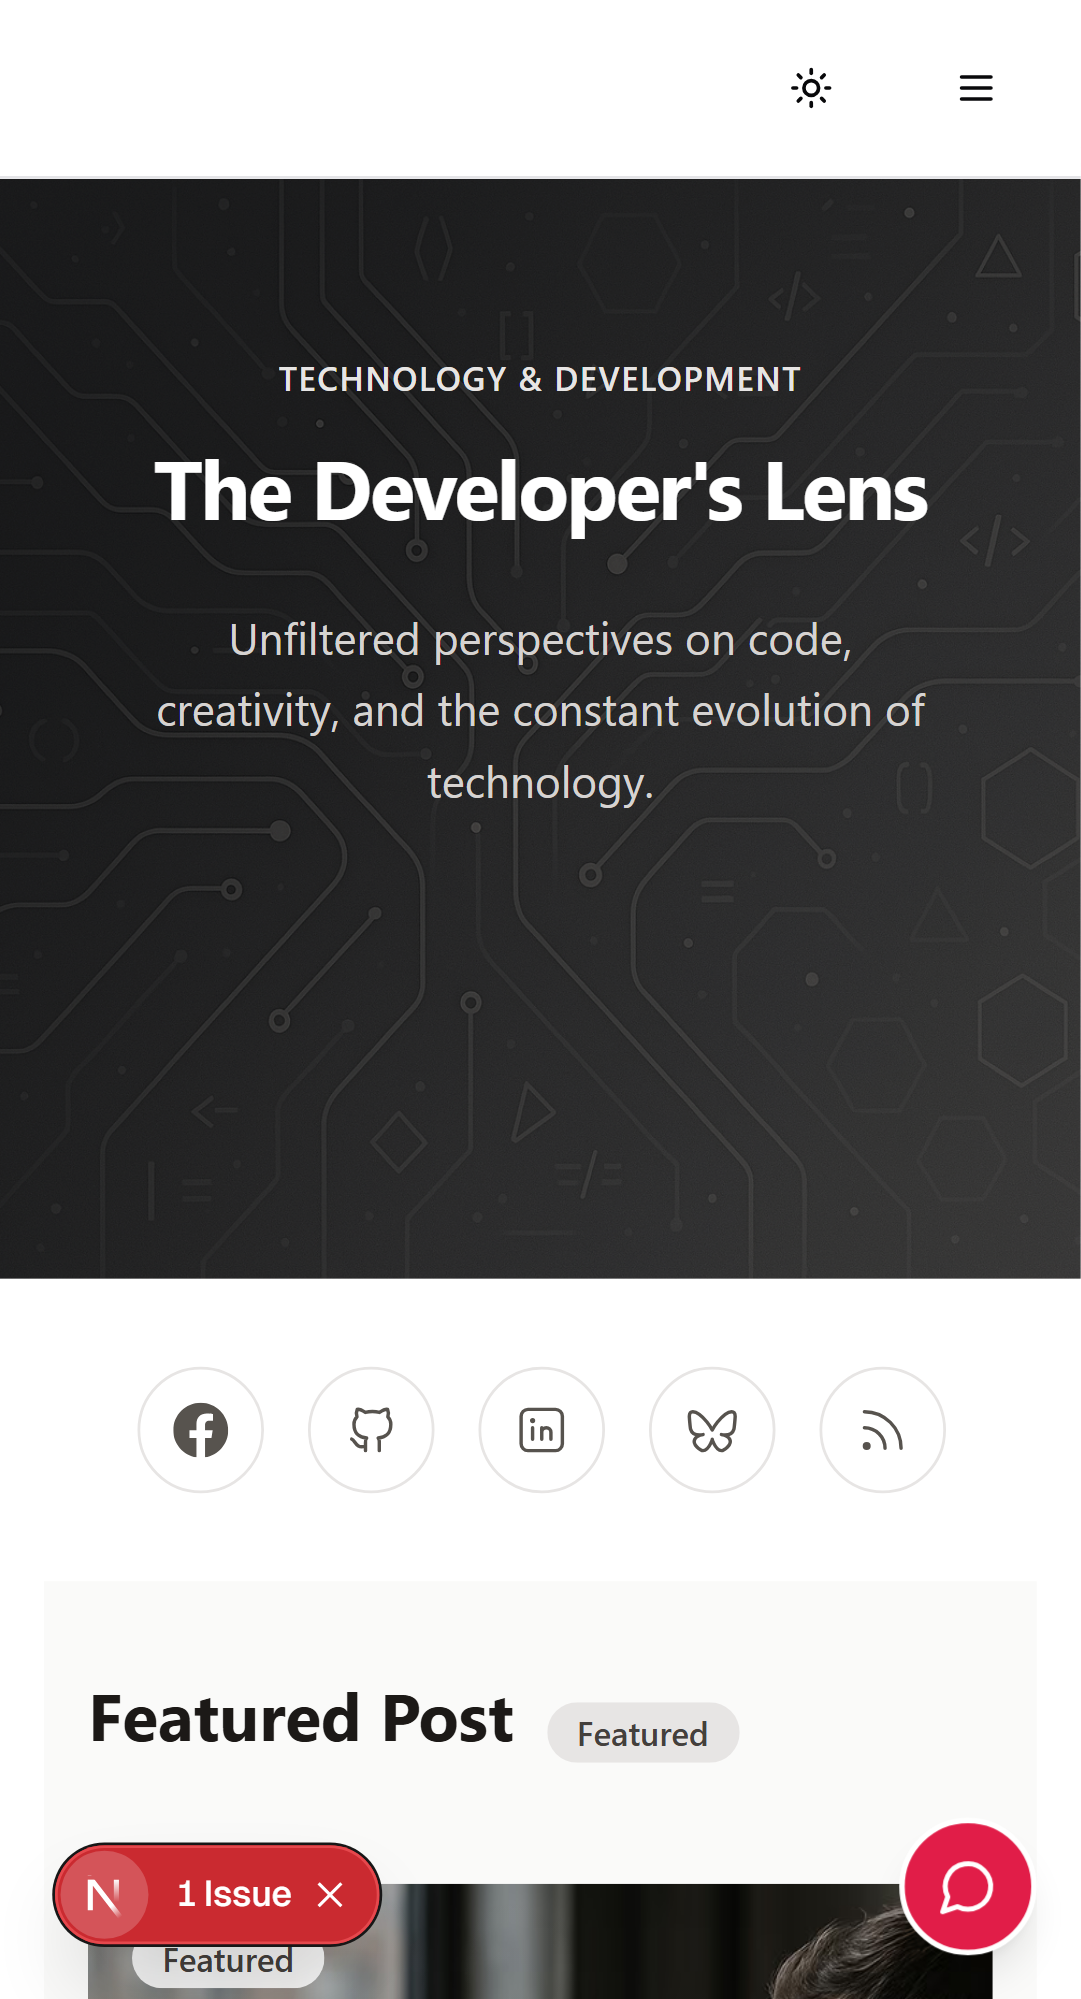 TECHNOLOGY & DEVELOPMENT
The Developer's Lens
Unfiltered perspectives on code,
creativity, and the constant evolution of
technology.
Featured Post
Featured
N 1 Issue
Featured